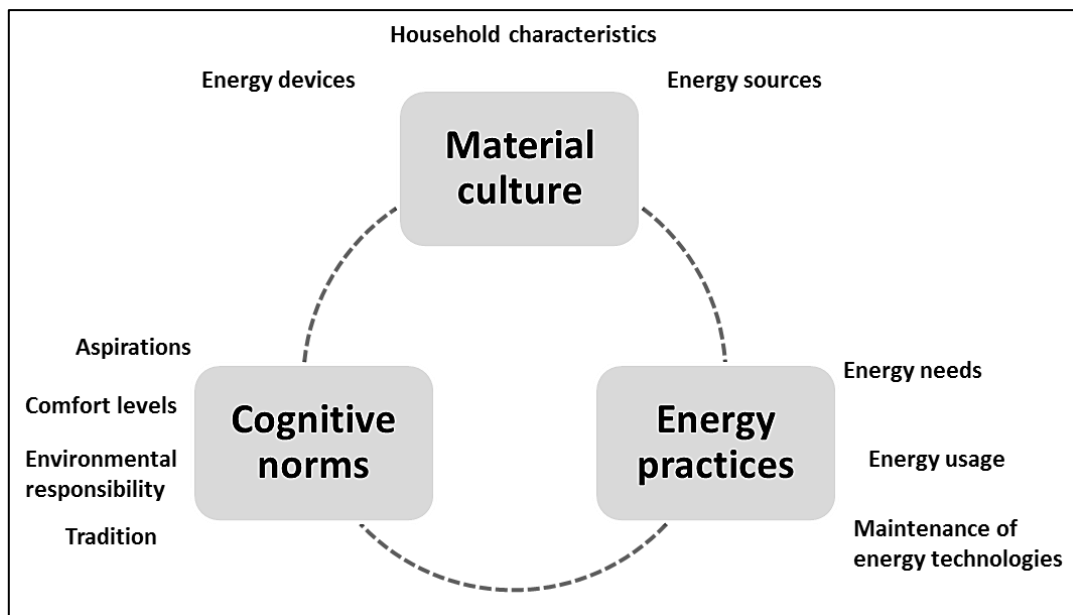 Household characteristics
Energy devices
Energy sources
Material
culture
Aspirations
Comfort levels
Environmental
responsibility
Tradition
Cognitive
norms
Energy
practices
Energy needs
Energy usage
Maintenance of
energy technologies